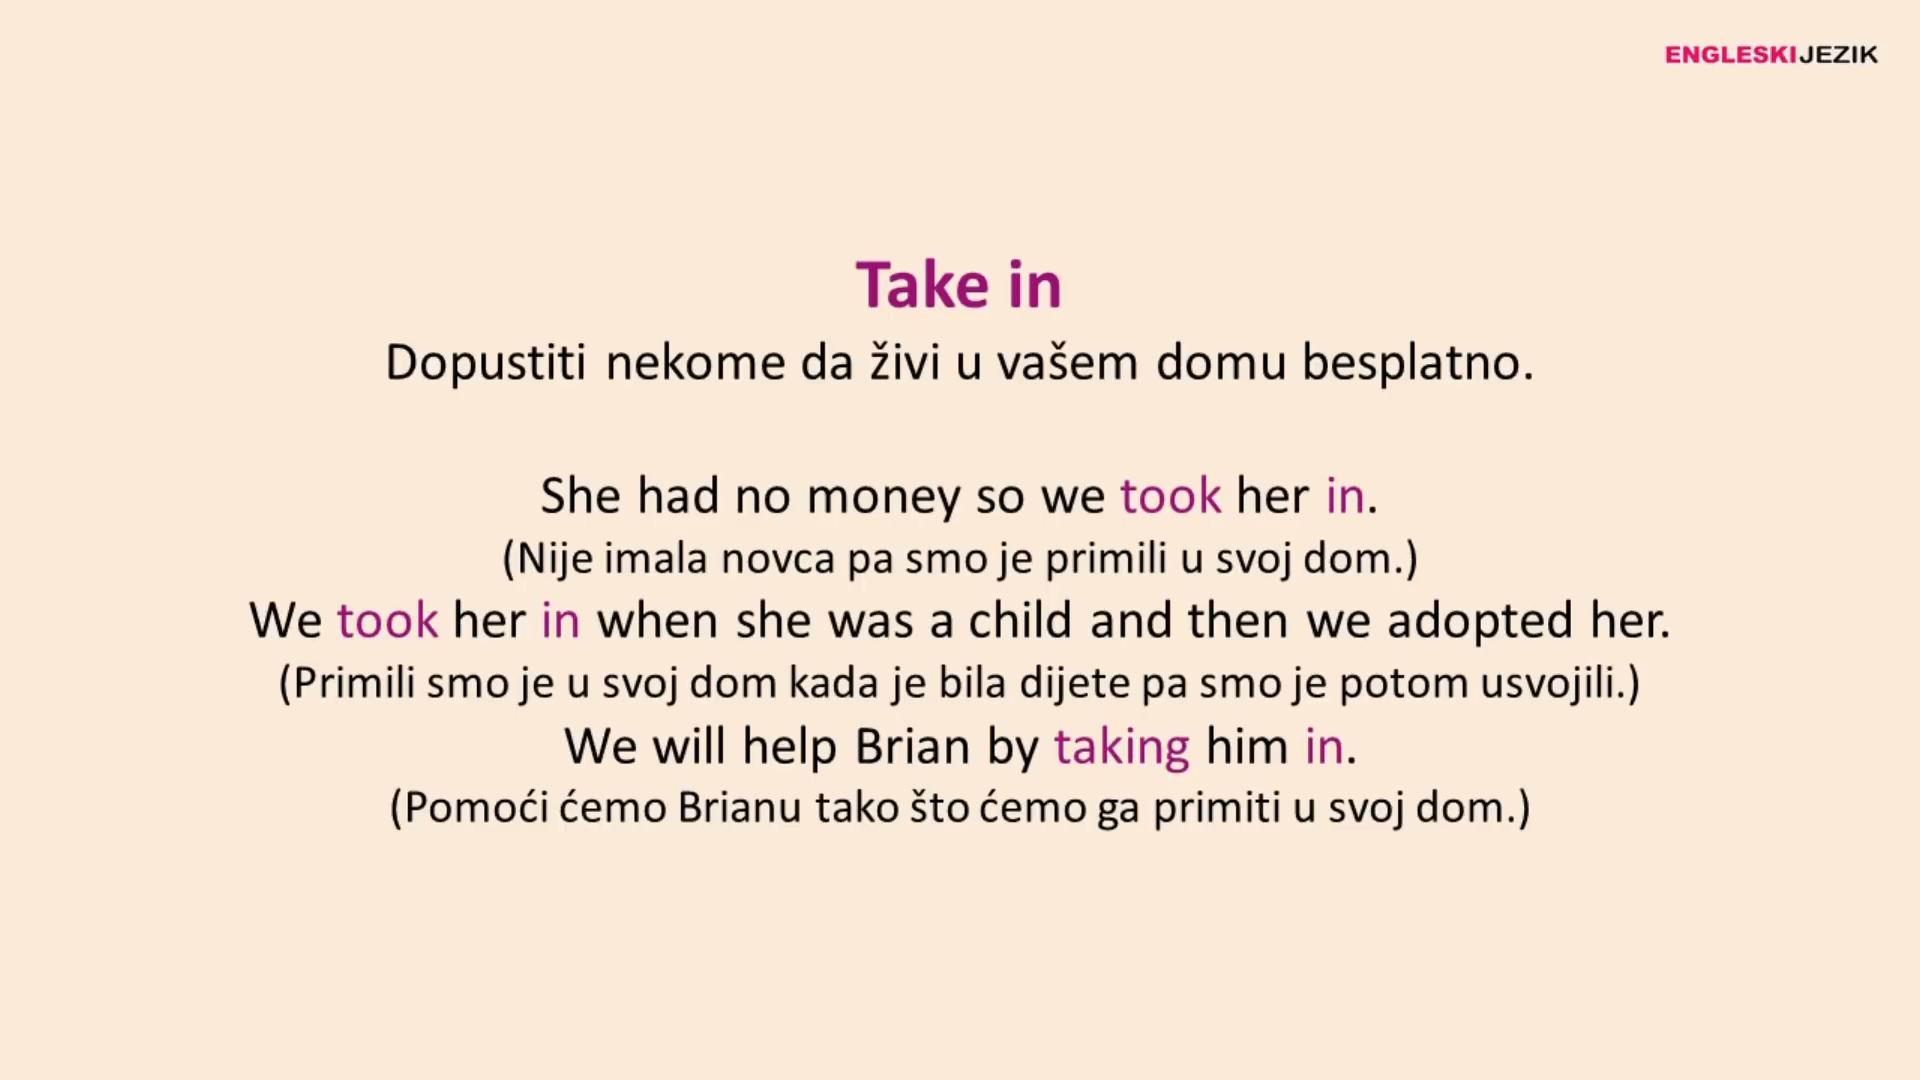 ENGLESKIJEZIK
Take in
Dopustiti nekome da živi u vašem domu besplatno.
She had no money so we took her in.
(Nije imala novca pa smo je primili u svoj dom.)
We took her in when she was a child and then we adopted her.
(Primili smo je u svoj dom kada je bila dijete pa smo je potom usvojili.)
We will help Brian by taking him in.
(Pomoći ćemo Brianu tako što ćemo ga primiti u svoj dom.)